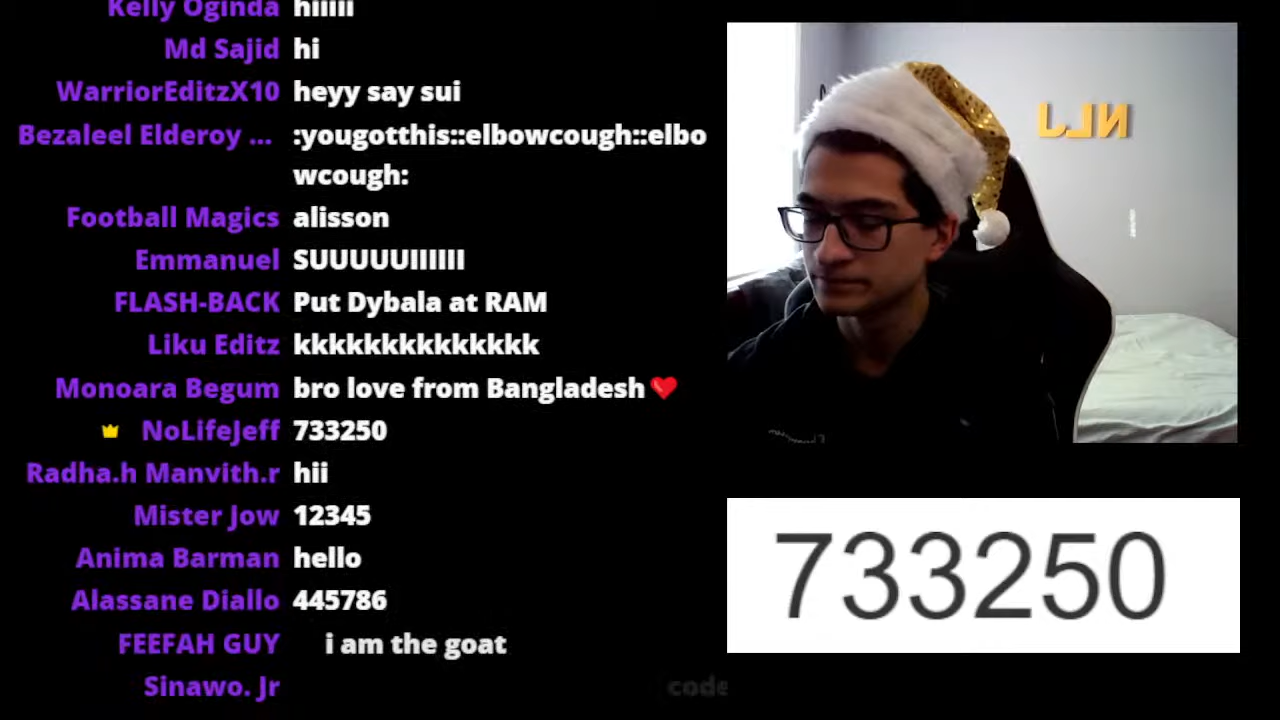 Kelly Oginda hiiiii
Md Sajid hi
WarriorEditzX10 heyy say sui
Bezaleel Elderoy ... :yougotthis::elbowcough::elbo
wcough:
Football Magics alisson
Emmanuel SUUUUUIIIIII
FLASH-BACK Put Dybala at RAM
Liku Editz kkkkkkkkkkkkkk
Monoara Begum bro love from Bangladesh❤️
NoLifeJeff 733250
Radha.h Manvith.r hii
Mister Jow 12345
Anima Barman hello
Alassane Diallo 445786
FEEFAH GUY i am the goat
Sinawo. Jr code
NLJ
733250